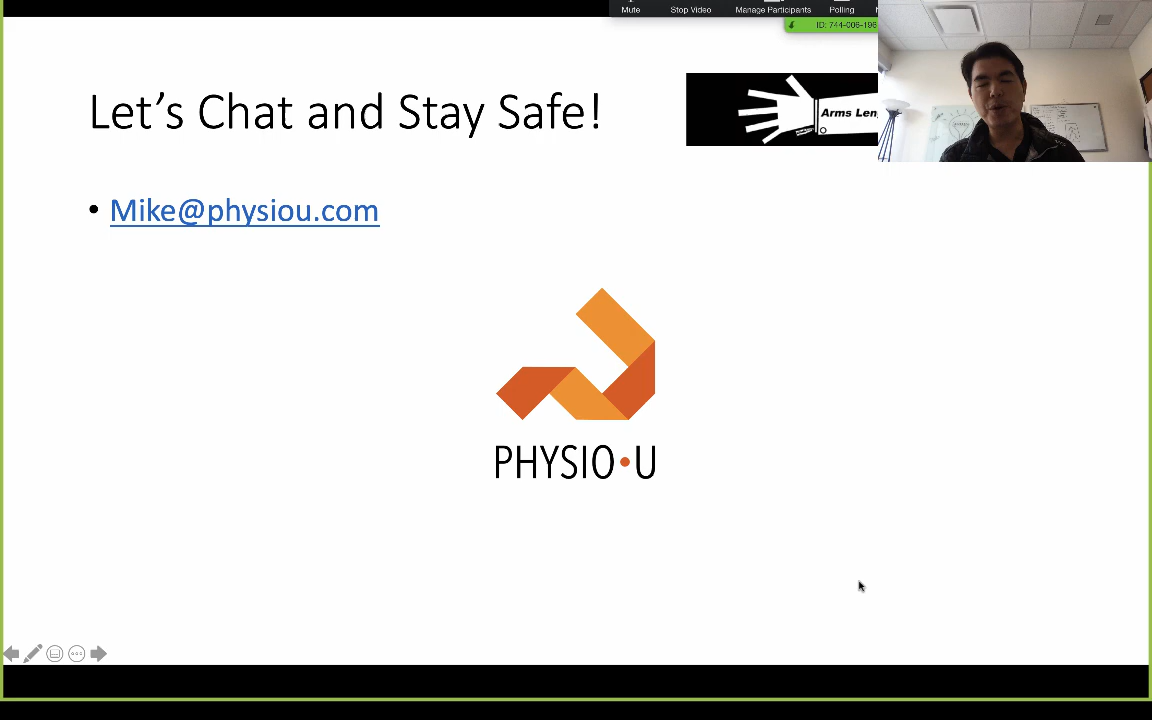 Mute Stop Video Manage Participants Polling
ID: 744-006-196
Let's Chat and Stay Safe!
Arms Len
• Mike@physiou.com
PHYSIO•U